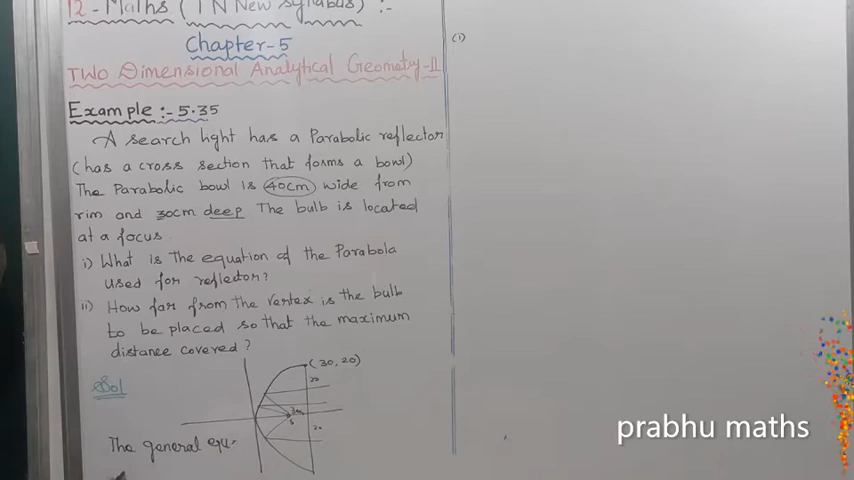 12 - Maths (TN New Syllabus) :-
Chapter-5
Two Dimensional Analytical Geometry-II
Example :- 5.35
A search light has a Parabolic reflector
(has a cross section that forms a bowl)
The Parabolic bowl is 40cm wide from
rim and 30cm deep The bulb is located
at a focus
i) What is the equation of the Parabola
used for reflector?
ii) How far from the vertex is the bulb
to be placed so that the maximum
distance covered?
Sol
(30, 20)
20
20
The general equ.
(i)
prabhu maths